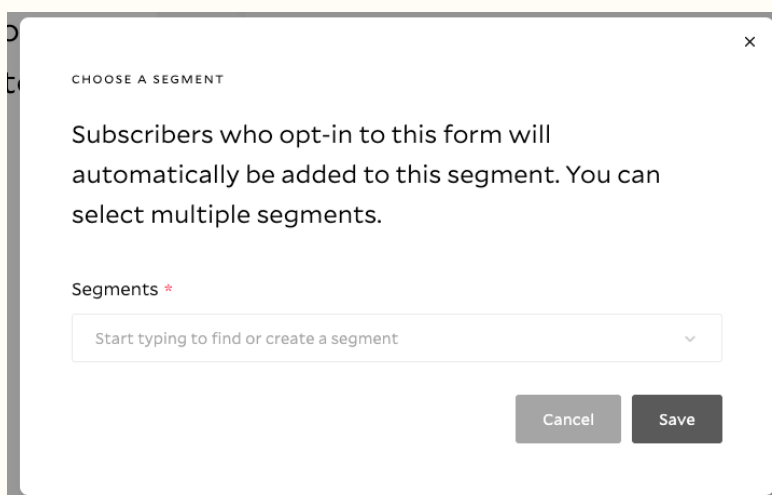 CHOOSE A SEGMENT
Subscribers who opt-in to this form will
automatically be added to this segment. You can
select multiple segments.
Segments *
Start typing to find or create a segment
Cancel Save